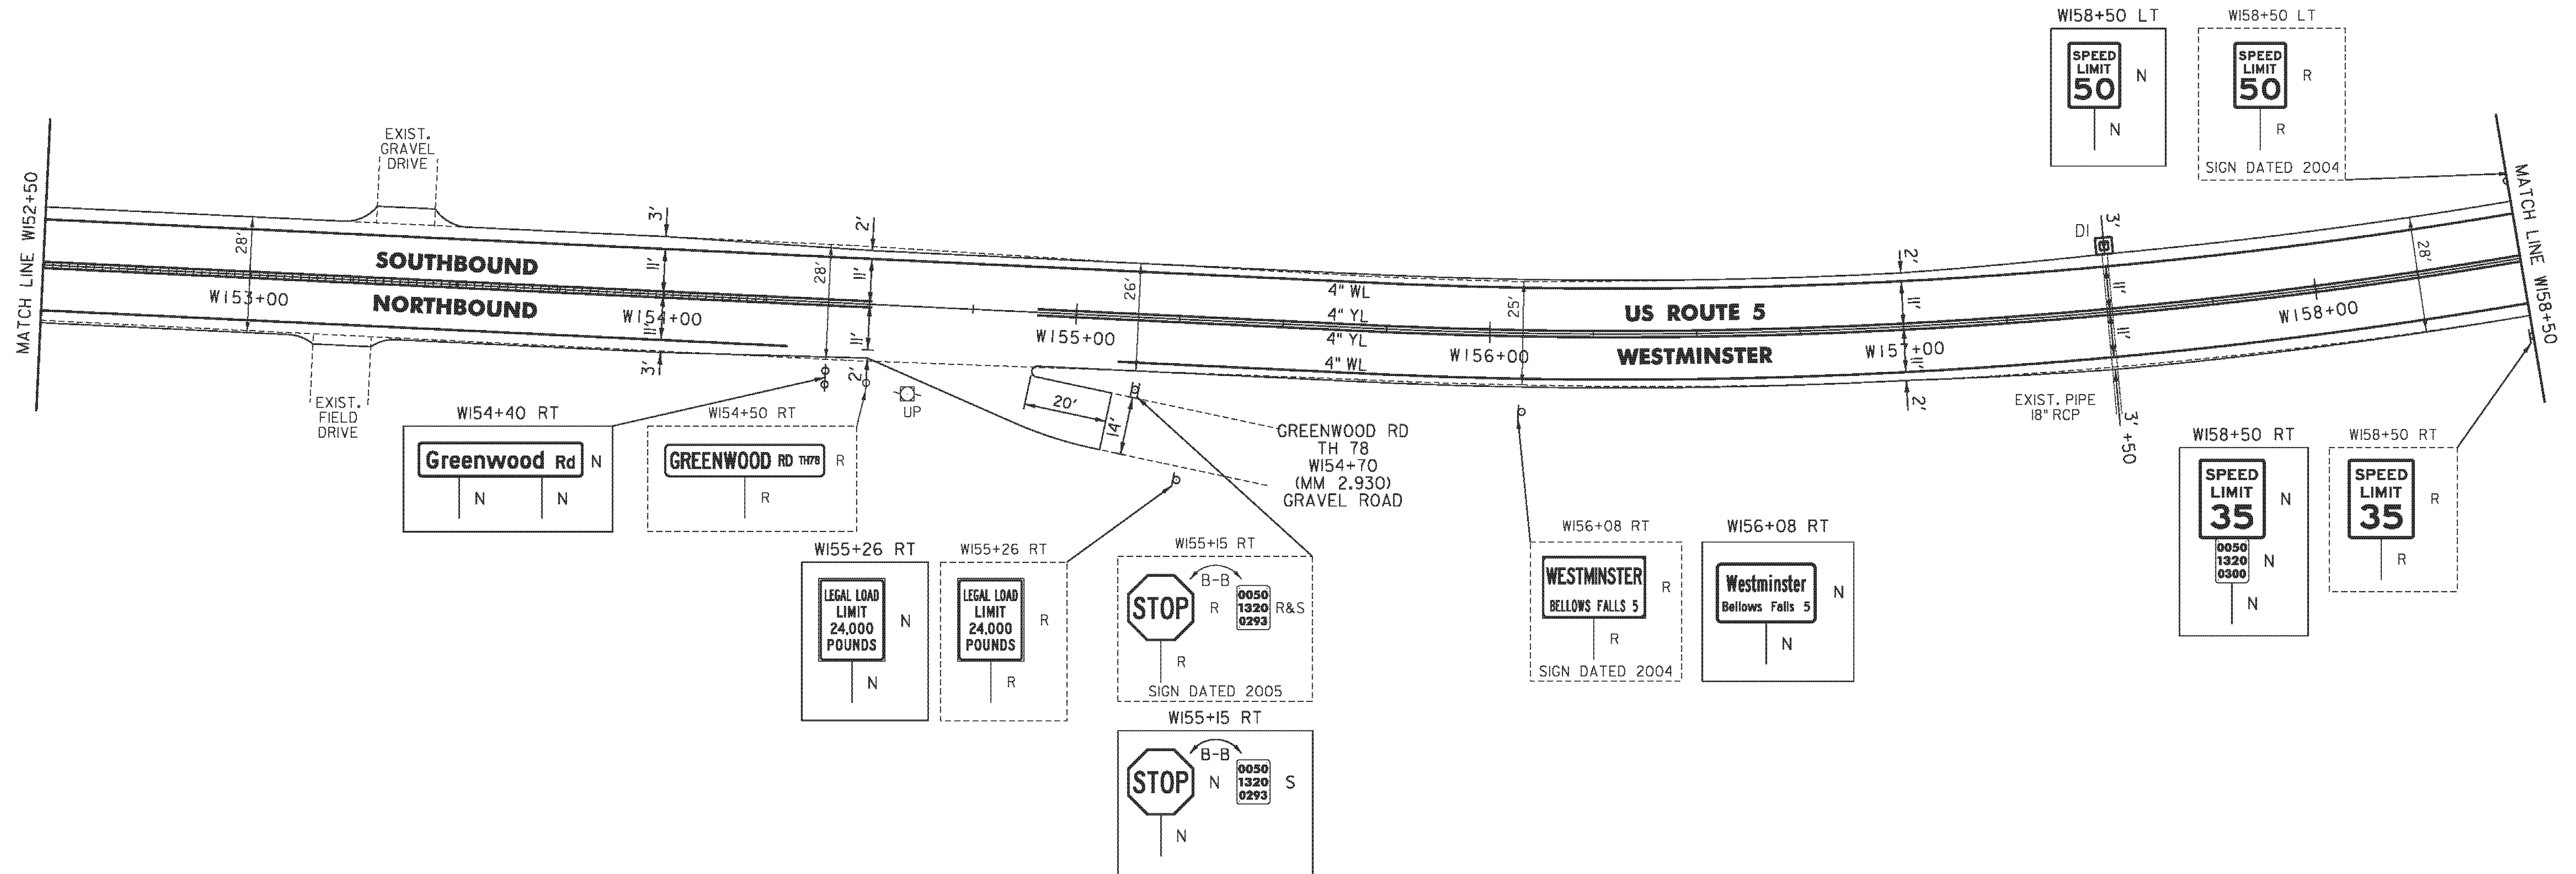 W158+50 LT
SPEED
LIMIT
50
N
N
W158+50 LT
SPEED
LIMIT
50
R
R
SIGN DATED 2004
MATCH LINE W152+50
EXIST.
GRAVEL
DRIVE
28'
SOUTHBOUND
NORTHBOUND
W153+00
EXIST.
FIELD
DRIVE
3'
11'
W154+00
11'
3'
28'
2'
11'
11'
2'
UP
26'
W155+00
4" WL
4" YL
4" YL
4" WL
W156+00
25'
US ROUTE 5
WESTMINSTER
2'
11'
W157+00
11'
2'
DI
3'
11'
11'
3'
+50
EXIST. PIPE
18" RCP
W158+00
28'
MATCH LINE W158+50
20'
14'
GREENWOOD RD
TH 78
W154+70
(MM 2.930)
GRAVEL ROAD
W154+40 RT
Greenwood Rd
N
N
N
W154+50 RT
GREENWOOD RD TH78
R
R
W155+26 RT
LEGAL LOAD
LIMIT
24,000
POUNDS
N
N
W155+26 RT
LEGAL LOAD
LIMIT
24,000
POUNDS
R
R
W155+15 RT
B-B
STOP
R
0050
1320
0293
R&S
R
SIGN DATED 2005
W155+15 RT
B-B
STOP
N
0050
1320
0293
S
N
W156+08 RT
WESTMINSTER
BELLOWS FALLS 5
R
R
SIGN DATED 2004
W156+08 RT
Westminster
Bellows Falls 5
N
N
W158+50 RT
SPEED
LIMIT
35
N
0050
1320
0300
N
N
W158+50 RT
SPEED
LIMIT
35
R
R